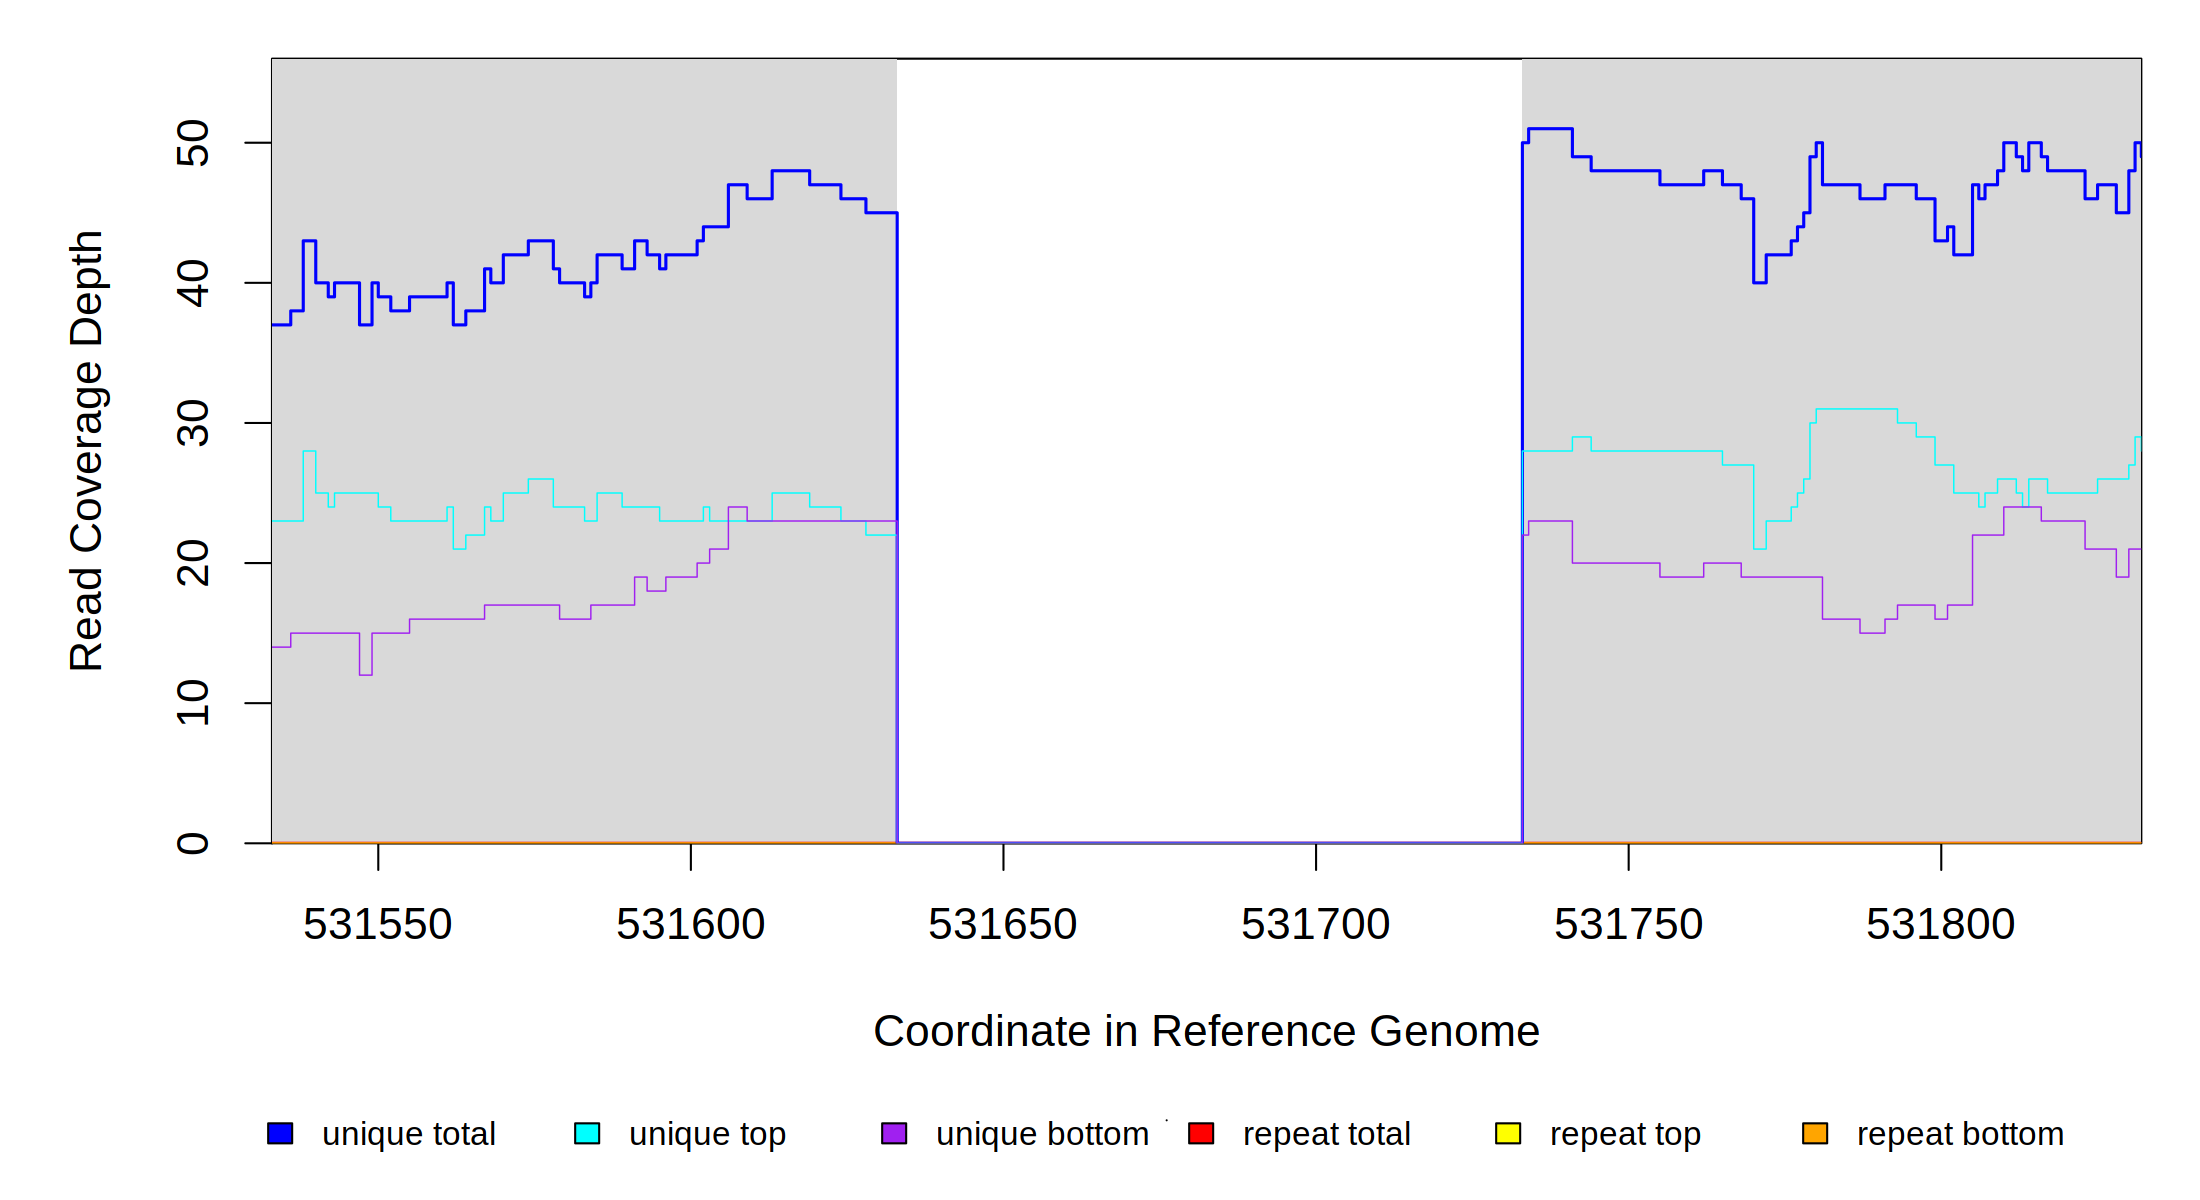 Read Coverage Depth
50
40
30
20
10
0
531550 531600 531650 531700 531750 531800
Coordinate in Reference Genome
unique total unique top unique bottom repeat total repeat top repeat bottom